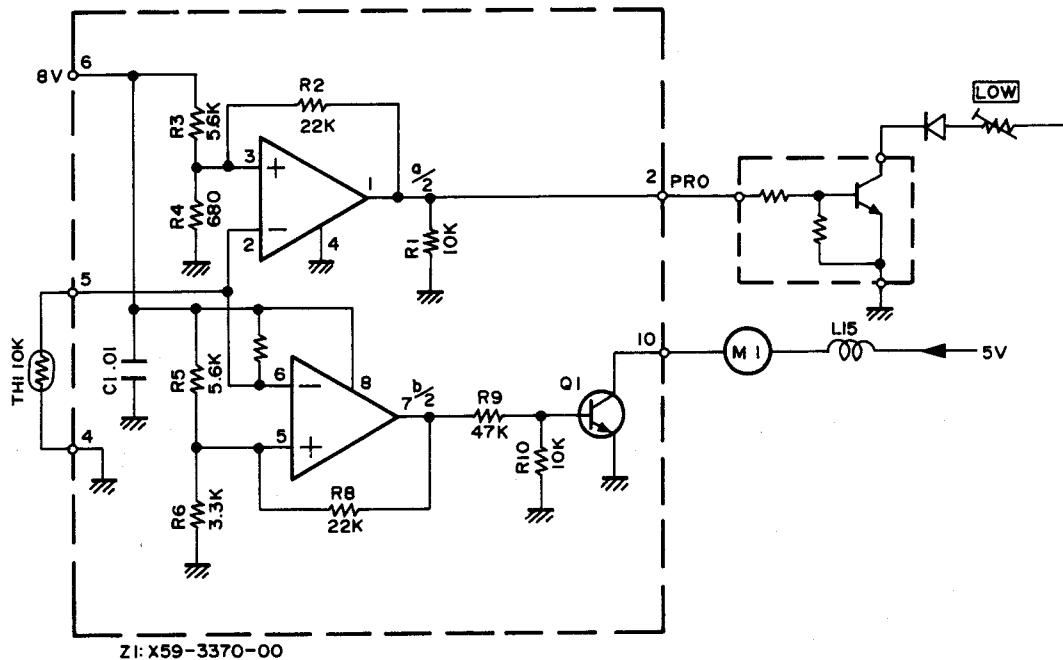 8V
6
R3
5.6K
R2
22K
3
+
1
a/2
R4
680
−
2
4
R1
10K
2
PRO
LOW
5
TH1 10K
C1 .01
R5
5.6K
6
−
8
7
b/2
5
+
R9
47K
R10
10K
Q1
10
M1
L15
5V
4
R6
3.3K
R8
22K
Z1: X59-3370-00